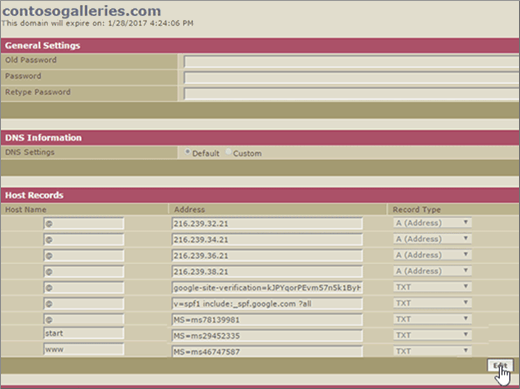 contosogalleries.com
This domain will expire on: 1/28/2017 4:24:06 PM
General Settings
Old Password
Password
Retype Password
DNS Information
DNS Settings Default Custom
Host Records
Host Name Address Record Type
@ 216.239.32.21 A (Address)
@ 216.239.34.21 A (Address)
@ 216.239.36.21 A (Address)
@ 216.239.38.21 A (Address)
@ google-site-verification=kJPYqorPEvm57n5k1ByH TXT
@ v=spf1 include:_spf.google.com ?all TXT
@ MS=ms78139981 TXT
start MS=ms29452335 TXT
www MS=ms46747587 TXT
Edit